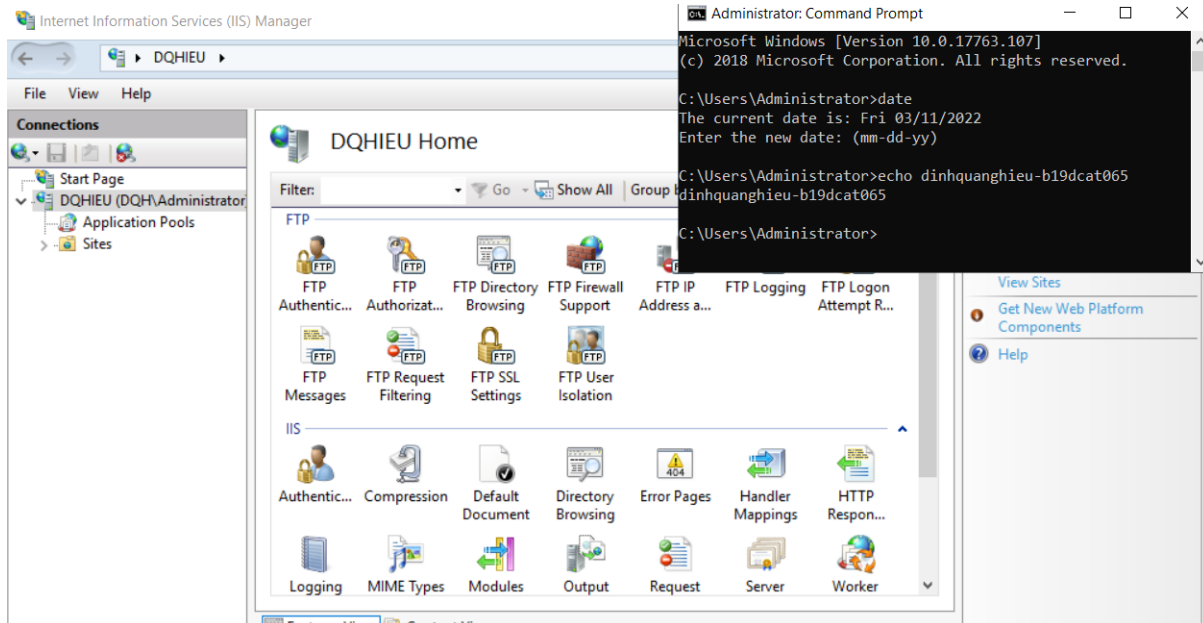 Internet Information Services (IIS) Manager
DQHIEU
File View Help
Connections
Start Page
DQHIEU (DQH\Administrator
Application Pools
Sites
DQHIEU Home
Filter: Go Show All Group
FTP
FTP Authentic...
FTP Authorizat...
FTP Directory Browsing
FTP Firewall Support
FTP IP Address a...
FTP Logging
FTP Logon Attempt R...
FTP Messages
FTP Request Filtering
FTP SSL Settings
FTP User Isolation
IIS
Authentic...
Compression
Default Document
Directory Browsing
Error Pages
Handler Mappings
HTTP Respon...
Logging
MIME Types
Modules
Output
Request
Server
Worker
Administrator: Command Prompt
Microsoft Windows [Version 10.0.17763.107]
(c) 2018 Microsoft Corporation. All rights reserved.
C:\Users\Administrator>date
The current date is: Fri 03/11/2022
Enter the new date: (mm-dd-yy)
C:\Users\Administrator>echo dinhquanghieu-b19dcat065
dinhquanghieu-b19dcat065
C:\Users\Administrator>
View Sites
Get New Web Platform
Components
Help